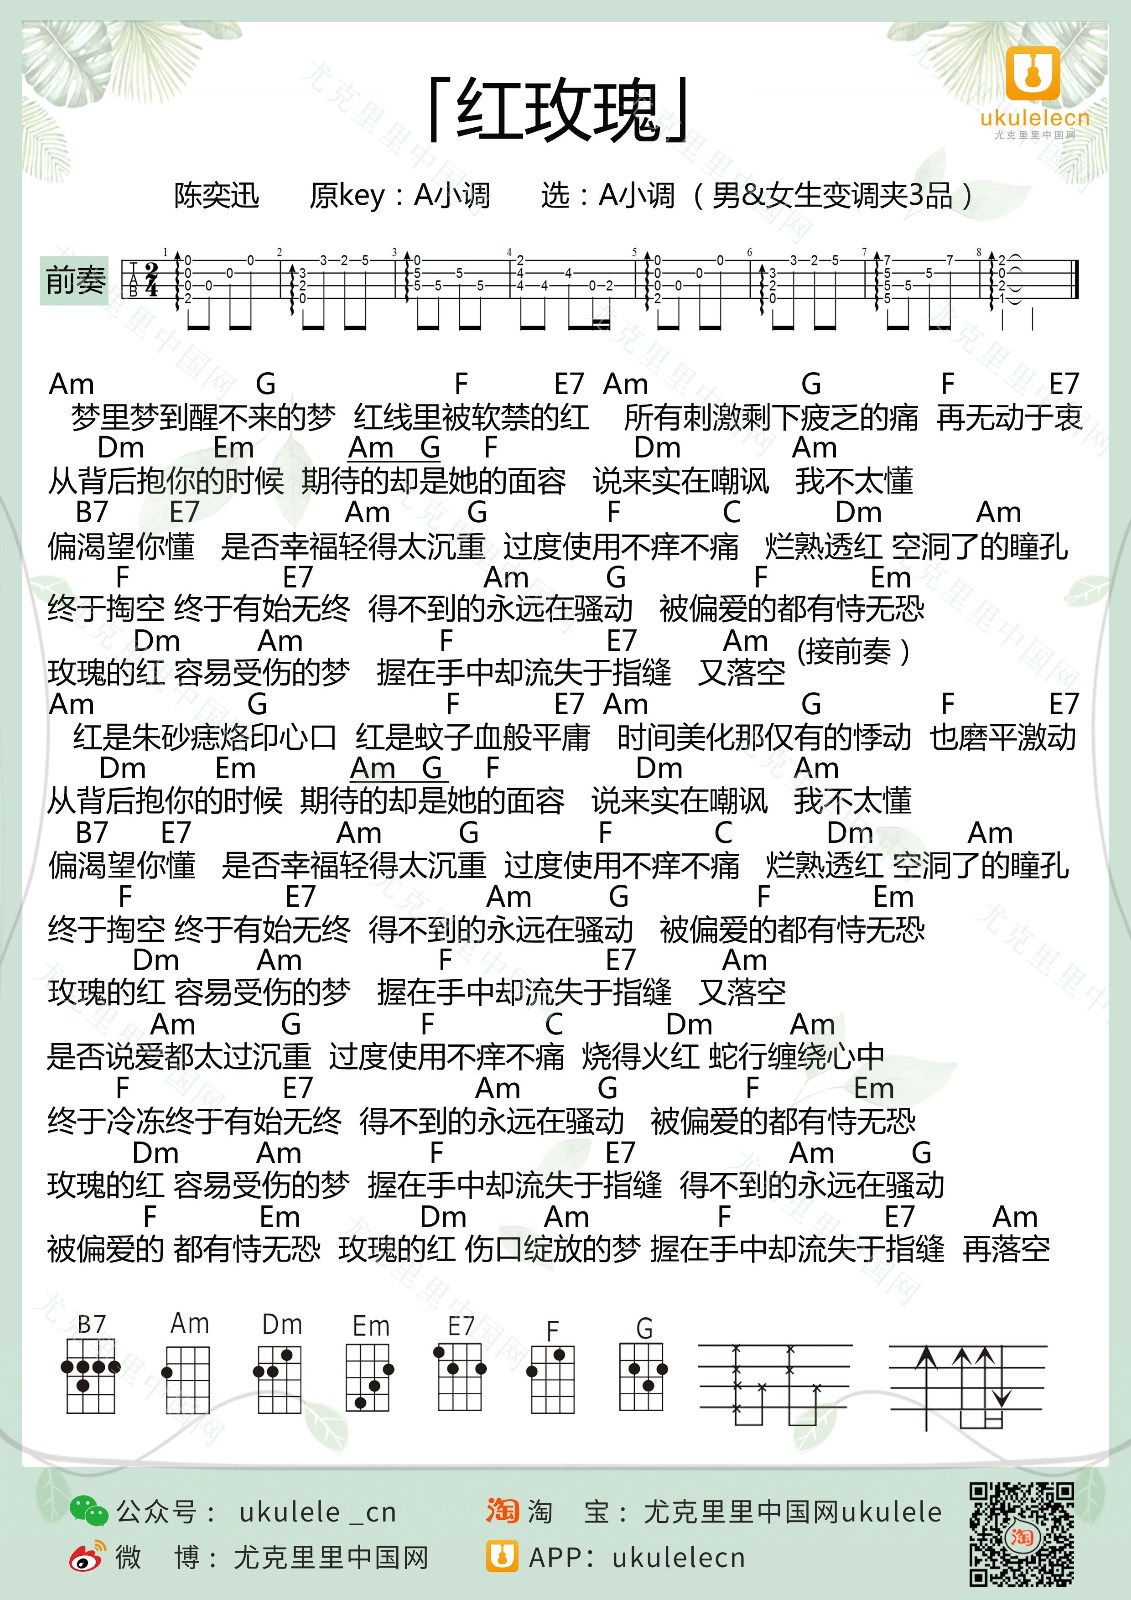 「红玫瑰」
ukulelecn
尤克里里中国网
陈奕迅 原key：A小调 选：A小调（男&女生变调夹3品）
前奏
Am G F E7 Am G F E7
梦里梦到醒不来的梦 红线里被软禁的红 所有刺激剩下疲乏的痛 再无动于衷
Dm Em Am G F Dm Am
从背后抱你的时候 期待的却是她的面容 说来实在嘲讽 我不太懂
B7 E7 Am G F C Dm Am
偏渴望你懂 是否幸福轻得太沉重 过度使用不痒不痛 烂熟透红 空洞了的瞳孔
F E7 Am G F Em
终于掏空 终于有始无终 得不到的永远在骚动 被偏爱的都有恃无恐
Dm Am F E7 Am (接前奏）
玫瑰的红 容易受伤的梦 握在手中却流失于指缝 又落空
Am G F E7 Am G F E7
红是朱砂痣烙印心口 红是蚊子血般平庸 时间美化那仅有的悸动 也磨平激动
Dm Em Am G F Dm Am
从背后抱你的时候 期待的却是她的面容 说来实在嘲讽 我不太懂
B7 E7 Am G F C Dm Am
偏渴望你懂 是否幸福轻得太沉重 过度使用不痒不痛 烂熟透红 空洞了的瞳孔
F E7 Am G F Em
终于掏空 终于有始无终 得不到的永远在骚动 被偏爱的都有恃无恐
Dm Am F E7 Am
玫瑰的红 容易受伤的梦 握在手中却流失于指缝 又落空
Am G F C Dm Am
是否说爱都太过沉重 过度使用不痒不痛 烧得火红 蛇行缠绕心中
F E7 Am G F Em
终于冷冻终于有始无终 得不到的永远在骚动 被偏爱的都有恃无恐
Dm Am F E7 Am G
玫瑰的红 容易受伤的梦 握在手中却流失于指缝 得不到的永远在骚动
F Em Dm Am F E7 Am
被偏爱的 都有恃无恐 玫瑰的红 伤口绽放的梦 握在手中却流失于指缝 再落空
B7 Am Dm Em E7 F G
公众号： ukulele _cn
淘 宝：尤克里里中国网ukulele
微 博：尤克里里中国网
APP：ukulelecn